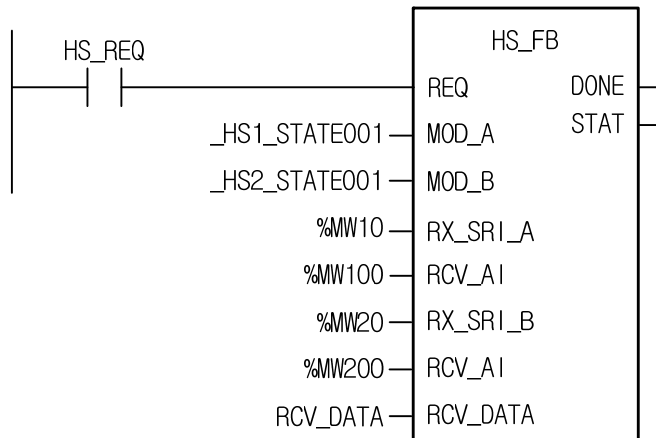 HS_REQ
HS_FB
REQ DONE
_HS1_STATE001 MOD_A STAT
_HS2_STATE001 MOD_B
%MW10 RX_SRI_A
%MW100 RCV_AI
%MW20 RX_SRI_B
%MW200 RCV_AI
RCV_DATA RCV_DATA